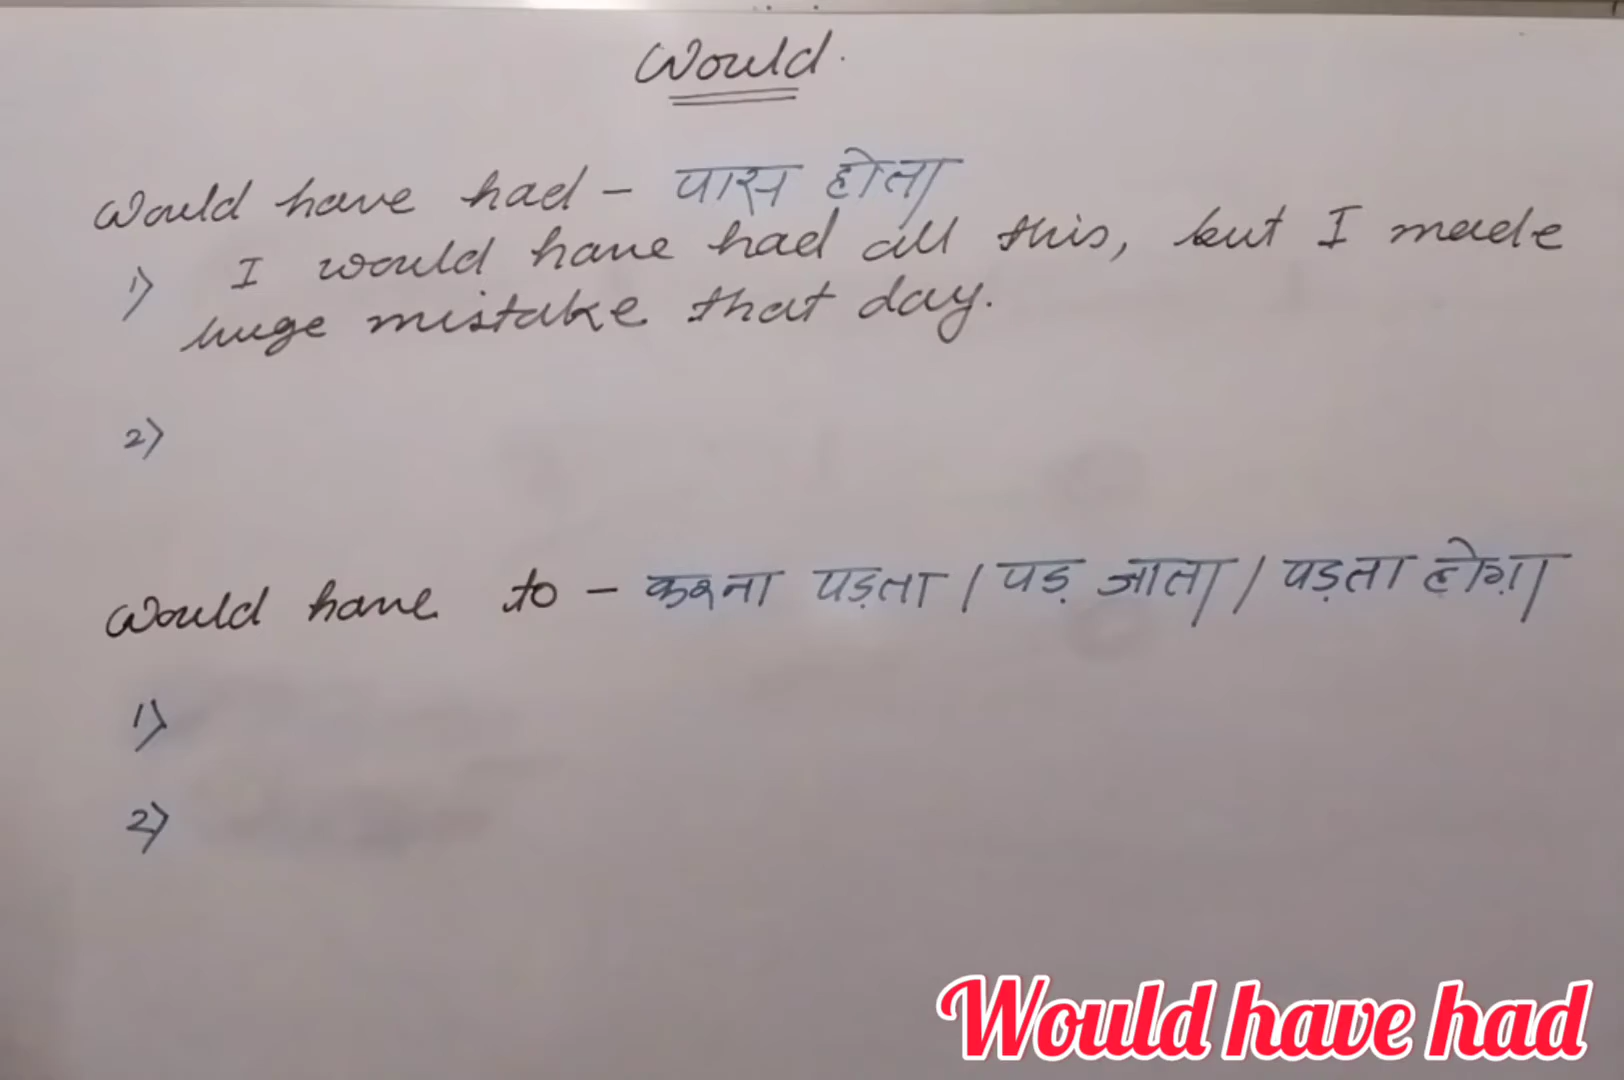 Would.
Would have had - पास होता
1) I would have had all this, but I made
huge mistake that day.
2)
Would have to - करना पड़ता / पड़ जाता / पड़ता होगा
1)
2)
Would have had